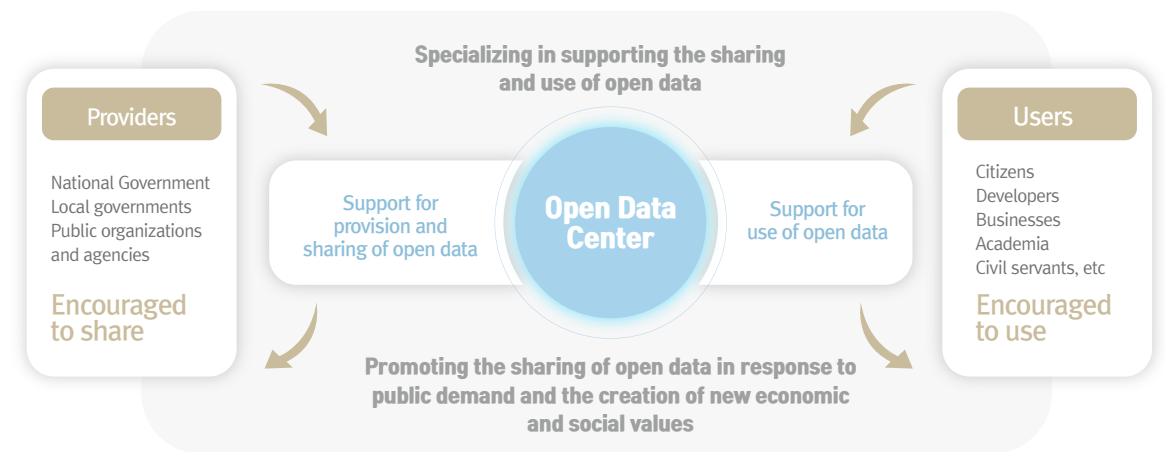 Specializing in supporting the sharing
and use of open data
Providers
National Government
Local governments
Public organizations
and agencies
Encouraged
to share
Support for
provision and
sharing of open data
Open Data
Center
Support for
use of open data
Users
Citizens
Developers
Businesses
Academia
Civil servants, etc
Encouraged
to use
Promoting the sharing of open data in response to
public demand and the creation of new economic
and social values